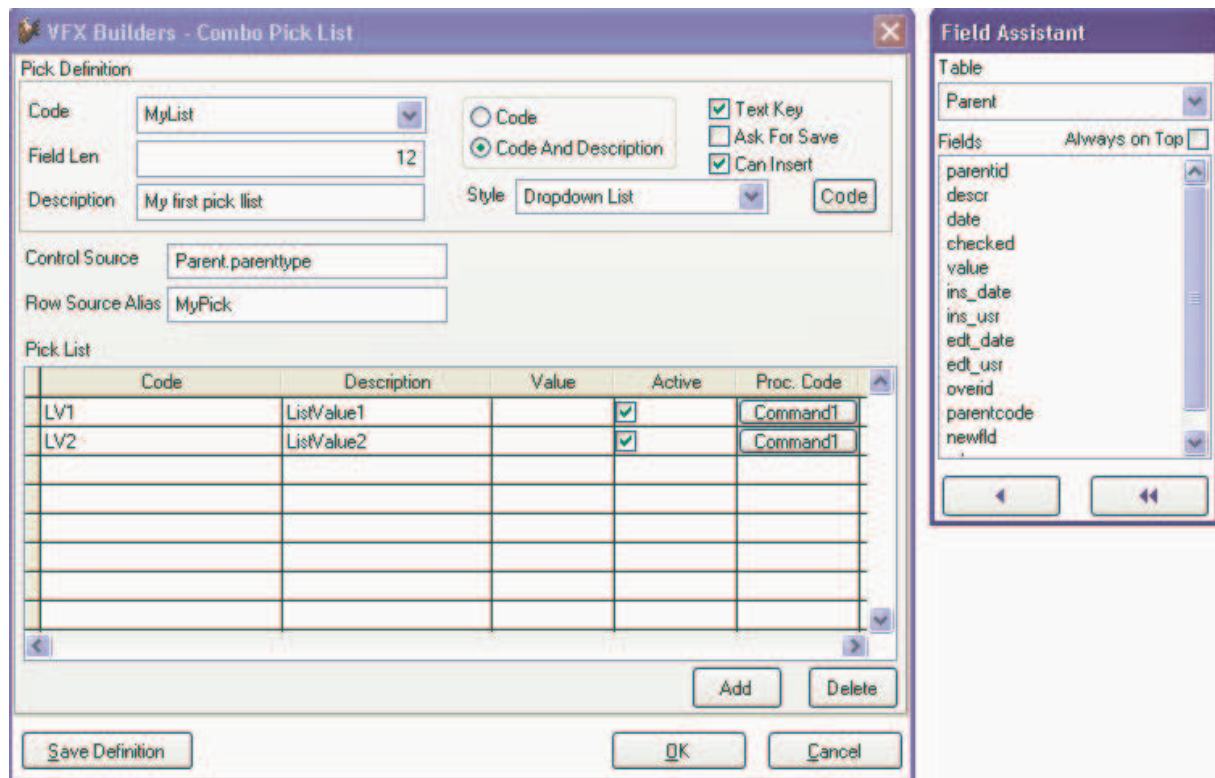 VFX Builders - Combo Pick List
Pick Definition
Code
MyList
Code
Text Key
Field Len
12
Code And Description
Ask For Save
Can Insert
Description
My first pick llist
Style
Dropdown List
Code
Control Source
Parent.parenttype
Row Source Alias
MyPick
Pick List
Code Description Value Active Proc. Code
LV1 ListValue1 Command1
LV2 ListValue2 Command1
Add
Delete
Save Definition
OK
Cancel
Field Assistant
Table
Parent
Fields
Always on Top
parentid
descr
date
checked
value
ins_date
ins_usr
edt_date
edt_usr
overid
parentcode
newfld